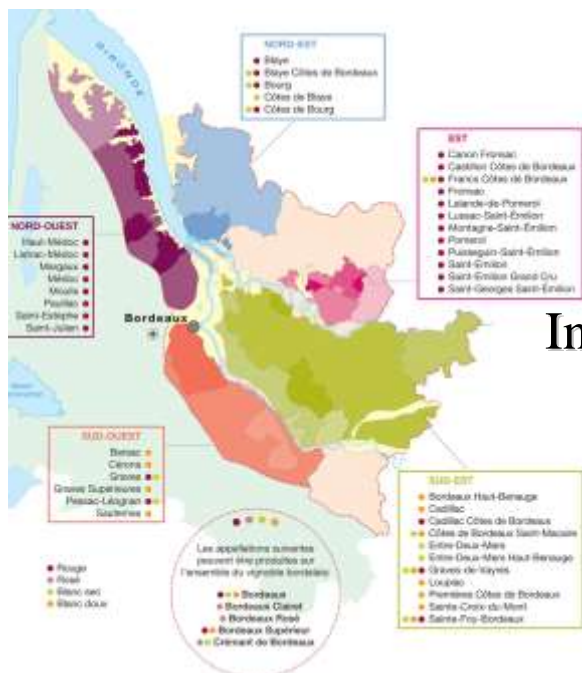 GIRONDE
NORD-EST
Blaye
Blaye Côtes de Bordeaux
Bourg
Côtes de Blaye
Côtes de Bourg
EST
Canon Fronsac
Castillon Côtes de Bordeaux
Francs Côtes de Bordeaux
Fronsac
Lalande-de-Pomerol
Lussac-Saint-Émilion
Montagne-Saint-Émilion
Pomerol
Puisseguin-Saint-Émilion
Saint-Émilion
Saint-Émilion Grand Cru
Saint-Georges Saint-Émilion
NORD-OUEST
Haut-Médoc
Listrac-Médoc
Margaux
Médoc
Moulis
Pauillac
Saint-Estèphe
Saint-Julien
Bordeaux
In
SUD-OUEST
Barsac
Cérons
Graves
Graves Supérieures
Pessac-Léognan
Sauternes
SUD-EST
Bordeaux Haut-Benauge
Cadillac
Cadillac Côtes de Bordeaux
Côtes de Bordeaux Saint-Macaire
Entre-Deux-Mers
Entre-Deux-Mers Haut-Benauge
Graves-de-Vayres
Loupiac
Premières Côtes de Bordeaux
Sainte-Croix-du-Mont
Sainte-Foy-Bordeaux
Rouge
Rosé
Blanc sec
Blanc doux
Les appellations suivantes
peuvent être produites sur
l'ensemble du vignoble bordelais
Bordeaux
Bordeaux Clairet
Bordeaux Rosé
Bordeaux Supérieur
Crémant de Bordeaux